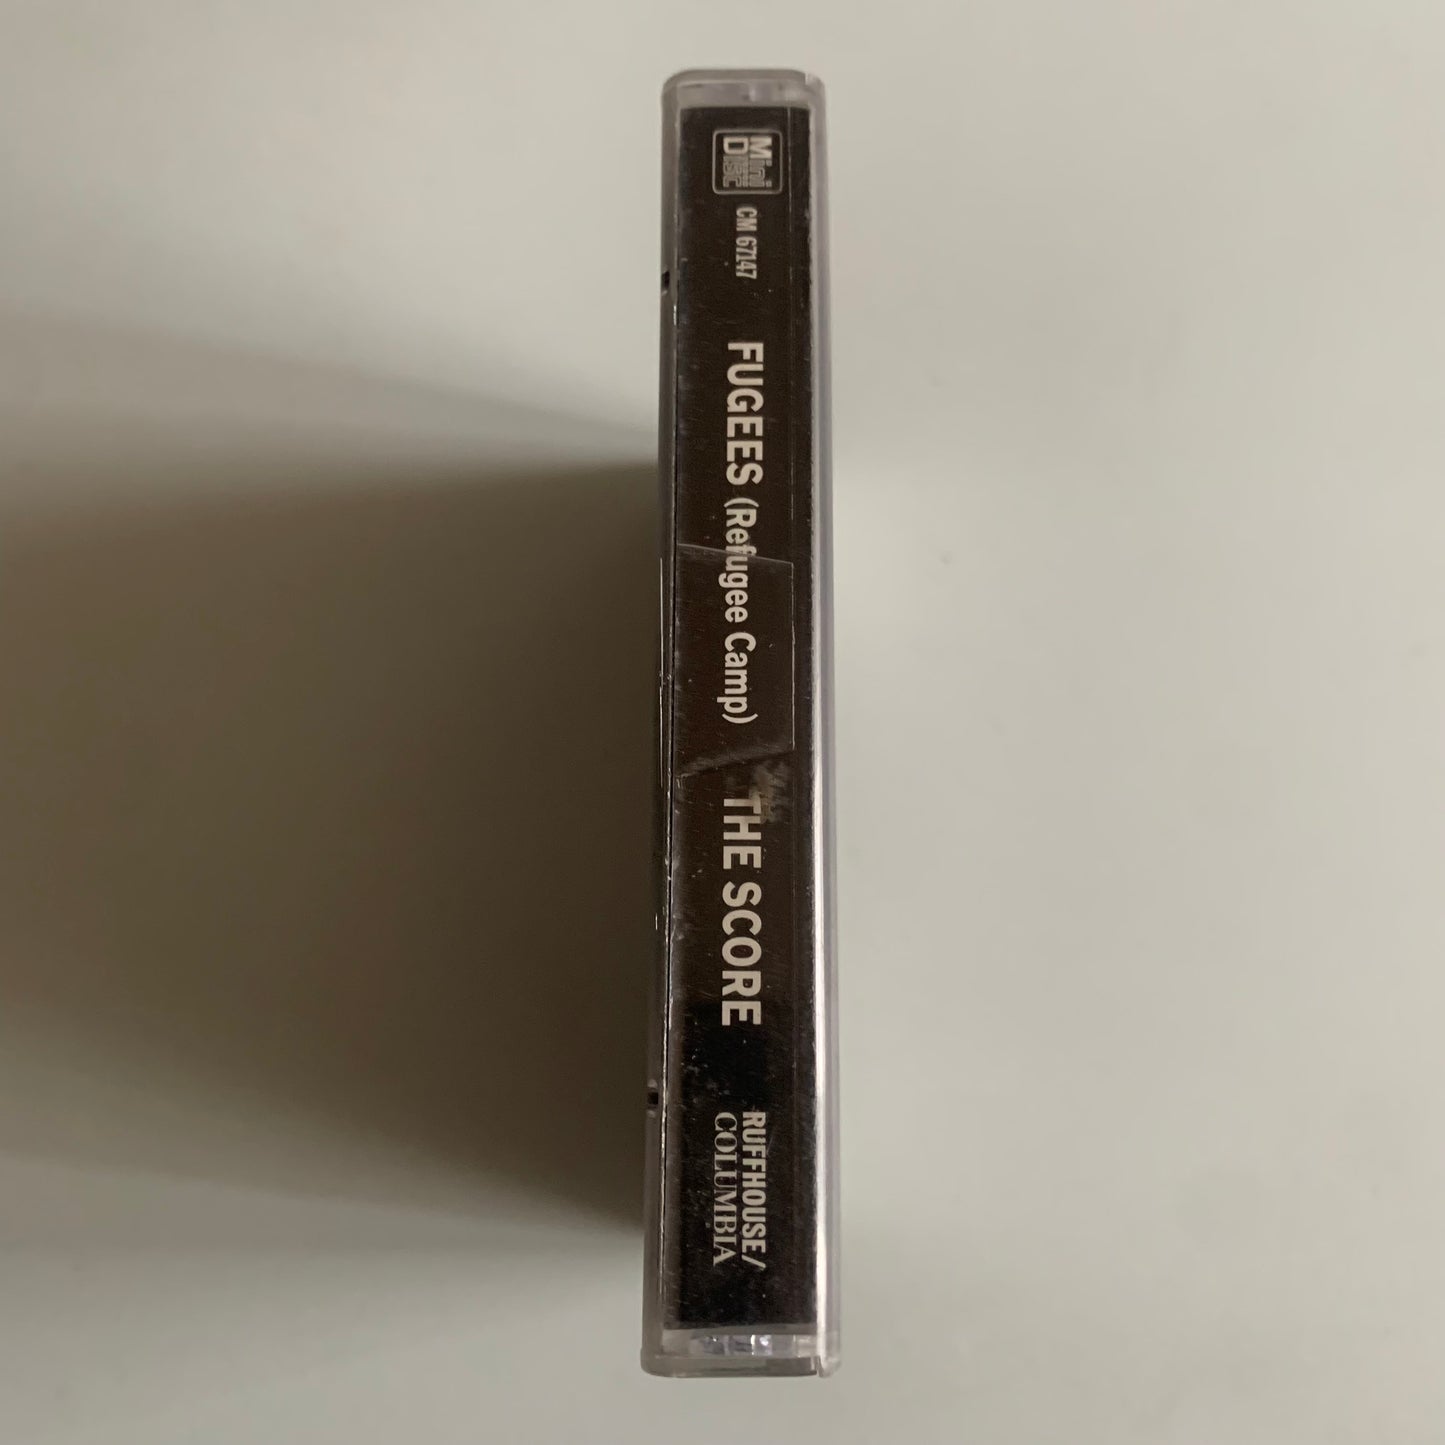 Mini
Disc
CM 67147
FUGEES (Refugee Camp)
THE SCORE
RUFFHOUSE/
COLUMBIA